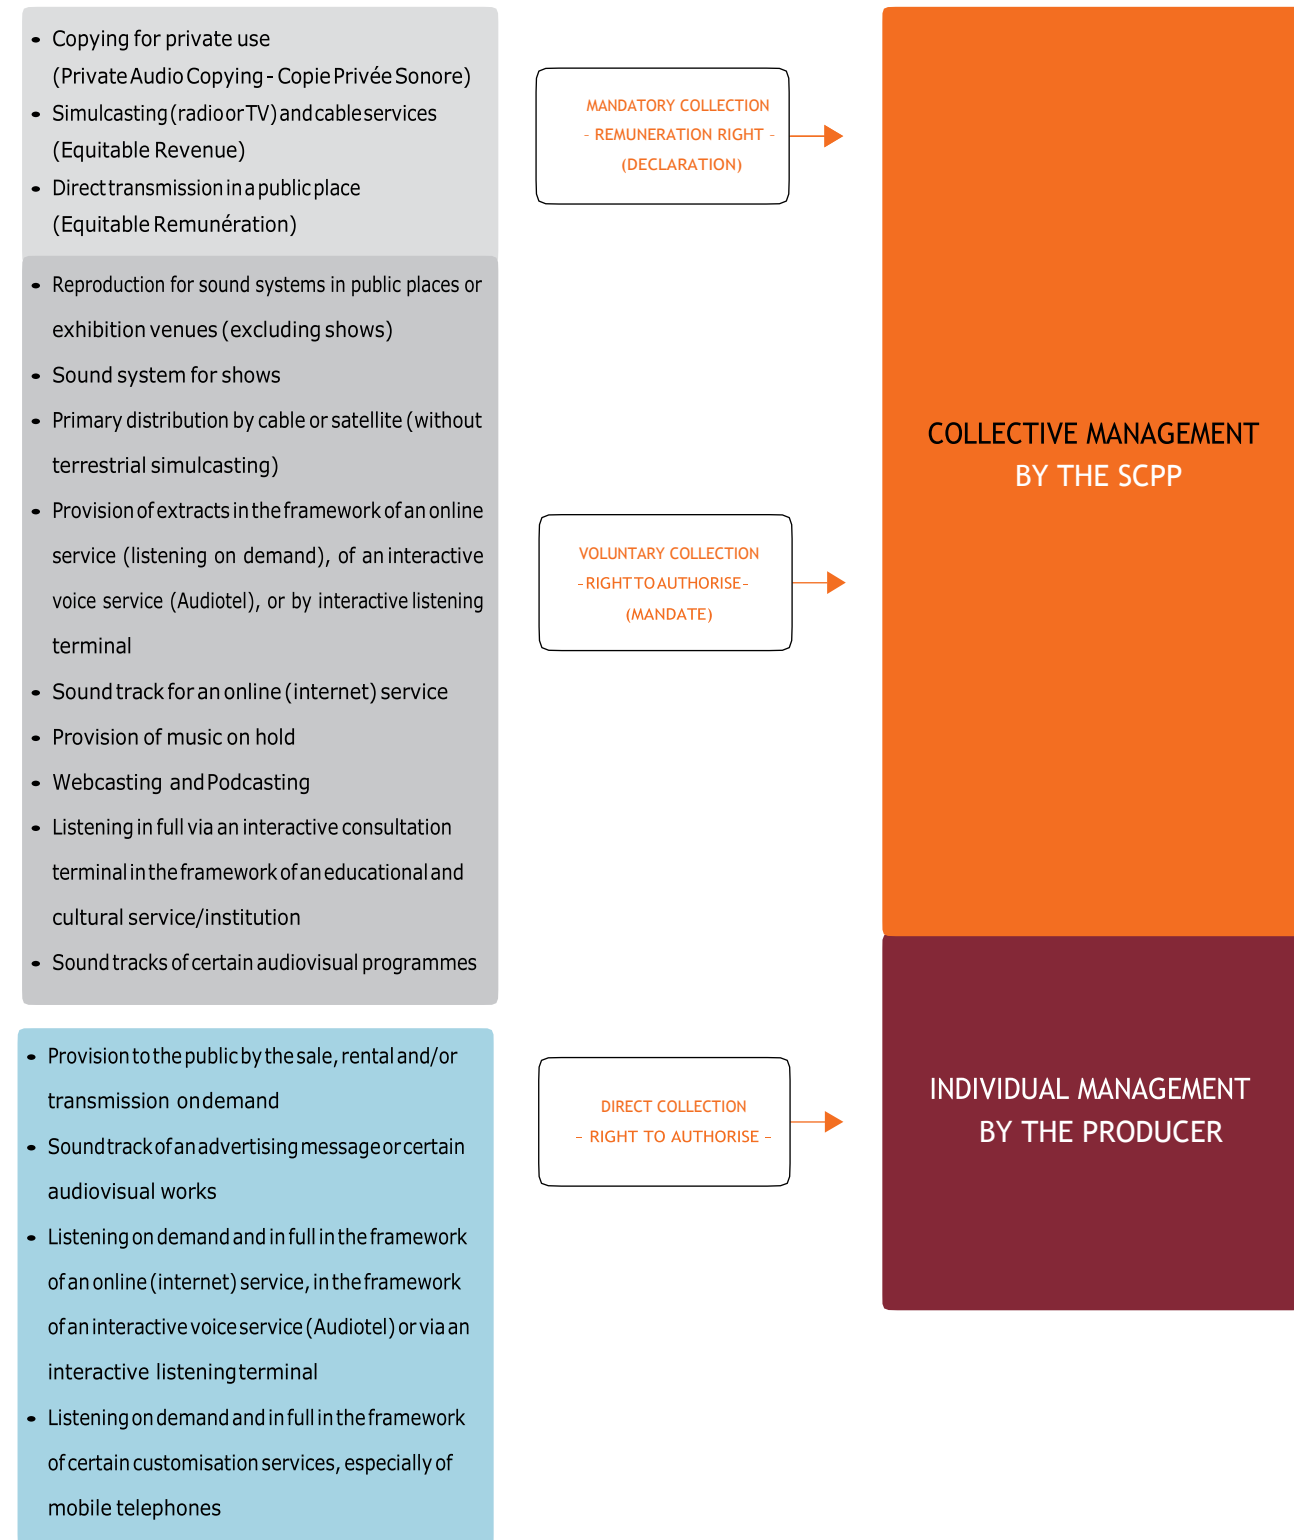 • Copying for private use
(Private Audio Copying - Copie Privée Sonore)
• Simulcasting (radio or TV) and cable services
(Equitable Revenue)
• Direct transmission in a public place
(Equitable Remunération)
MANDATORY COLLECTION
- REMUNERATION RIGHT -
(DECLARATION)
• Reproduction for sound systems in public places or
exhibition venues (excluding shows)
• Sound system for shows
• Primary distribution by cable or satellite (without
terrestrial simulcasting)
• Provision of extracts in the framework of an online
service (listening on demand), of an interactive
voice service (Audiotel), or by interactive listening
terminal
• Sound track for an online (internet) service
• Provision of music on hold
• Webcasting and Podcasting
• Listening in full via an interactive consultation
terminal in the framework of an educational and
cultural service/institution
• Sound tracks of certain audiovisual programmes
VOLUNTARY COLLECTION
- RIGHT TO AUTHORISE -
(MANDATE)
COLLECTIVE MANAGEMENT
BY THE SCPP
• Provision to the public by the sale, rental and/or
transmission on demand
• Sound track of an advertising message or certain
audiovisual works
• Listening on demand and in full in the framework
of an online (internet) service, in the framework
of an interactive voice service (Audiotel) or via an
interactive listening terminal
• Listening on demand and in full in the framework
of certain customisation services, especially of
mobile telephones
DIRECT COLLECTION
- RIGHT TO AUTHORISE -
INDIVIDUAL MANAGEMENT
BY THE PRODUCER